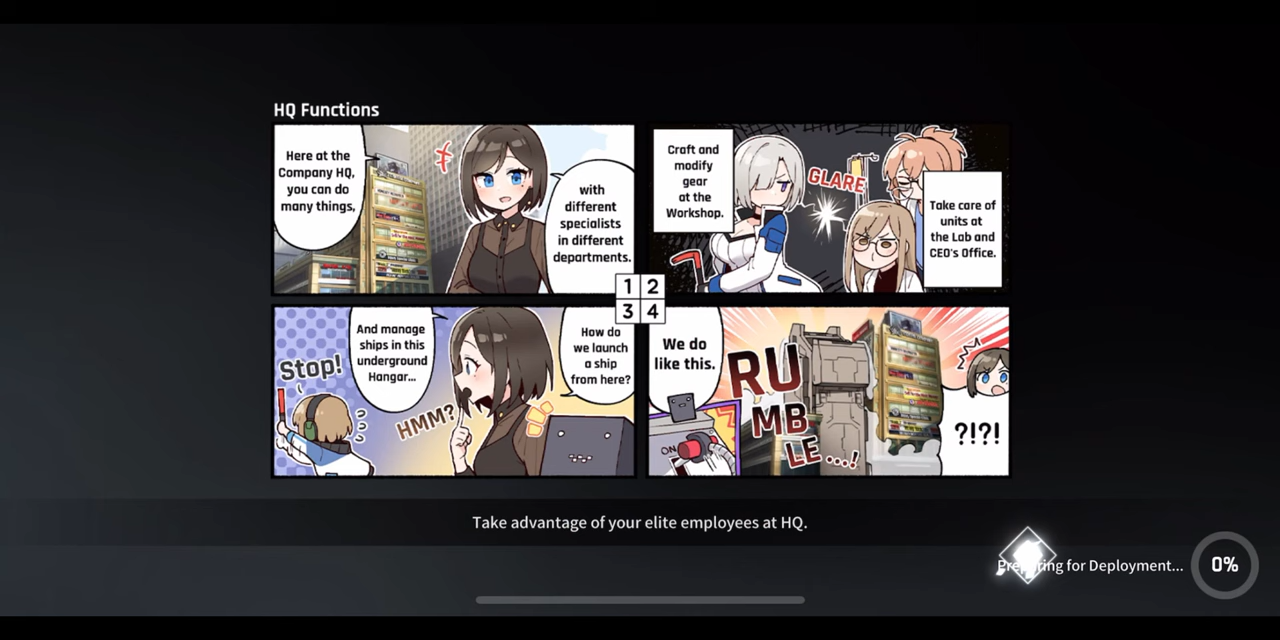 HQ Functions
Here at the
Company HQ,
you can do
many things,
with
different
specialists
in different
departments.
Craft and
modify
gear
at the
Workshop.
GLARE
Take care of
units at
the Lab and
CEO's Office.
1 2
3 4
Stop!
And manage
ships in this
underground
Hangar...
HMM?
How do
we launch
a ship
from here?
We do
like this.
ON
RU
MB
LE...!
?!?!
Take advantage of your elite employees at HQ.
Preparing for Deployment...
0%